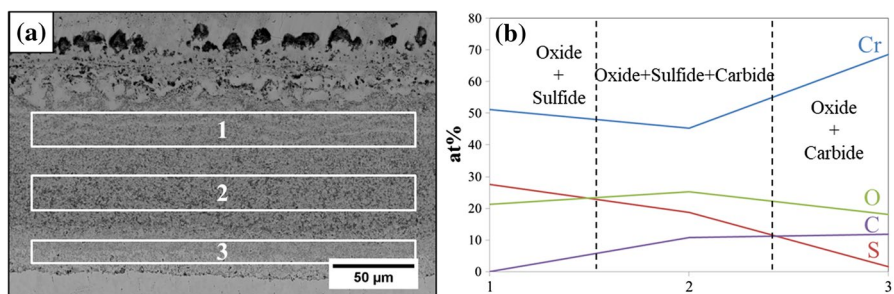 (a)
1
2
3
50 µm
(b)
at%
80
70
60
50
40
30
20
10
0
1
2
3
Oxide
+
Sulfide
Oxide+Sulfide+Carbide
Oxide
+
Carbide
Cr
O
C
S